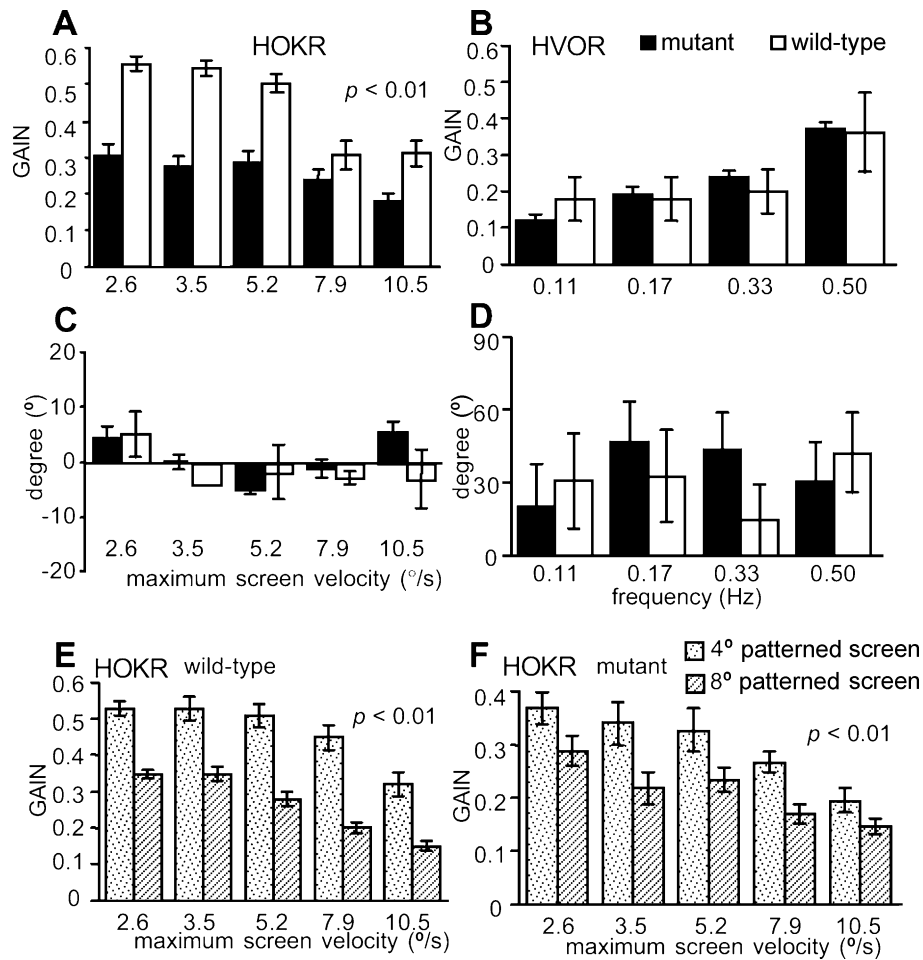 A
HOKR
GAIN
0.6
0.5
0.4
0.3
0.2
0.1
0
p < 0.01
2.6 3.5 5.2 7.9 10.5
B
HVOR
mutant
wild-type
GAIN
0.6
0.5
0.4
0.3
0.2
0.1
0
0.11 0.17 0.33 0.50
C
degree (º)
20
10
0
-10
-20
2.6 3.5 5.2 7.9 10.5
maximum screen velocity (°/s)
D
degree (º)
90
60
30
0
0.11 0.17 0.33 0.50
frequency (Hz)
E
HOKR wild-type
GAIN
0.6
0.5
0.4
0.3
0.2
0.1
0
p < 0.01
2.6 3.5 5.2 7.9 10.5
maximum screen velocity (º/s)
F
HOKR mutant
4º patterned screen
8º patterned screen
GAIN
0.4
0.3
0.2
0.1
0
p < 0.01
2.6 3.5 5.2 7.9 10.5
maximum screen velocity (º/s)